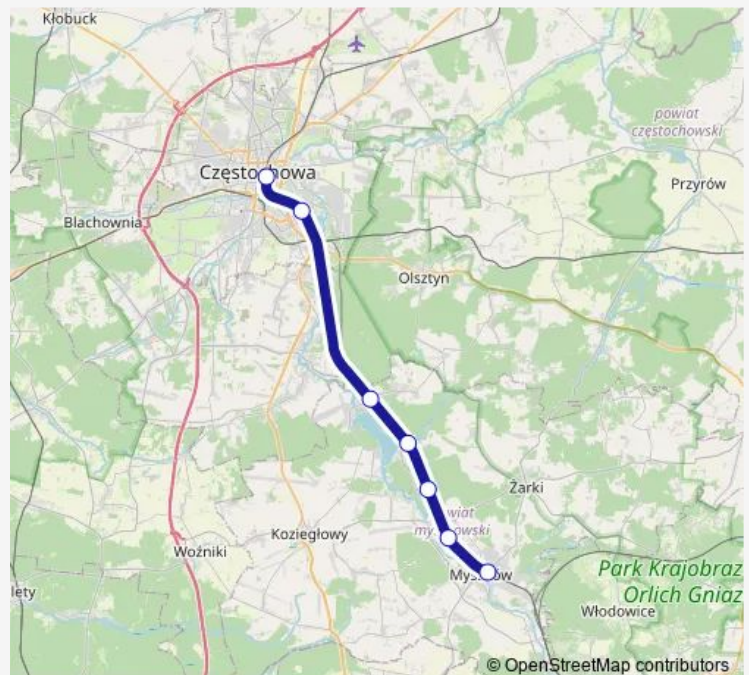 Kłobuck
powiat
częstochowski
Częstochowa
Przyrów
Blachownia
Olsztyn
Żarki
Koziegłowy
Woźniki
Park Krajobraz
Orlich Gniaz
lety
Włodowice
© OpenStreetMap contributors